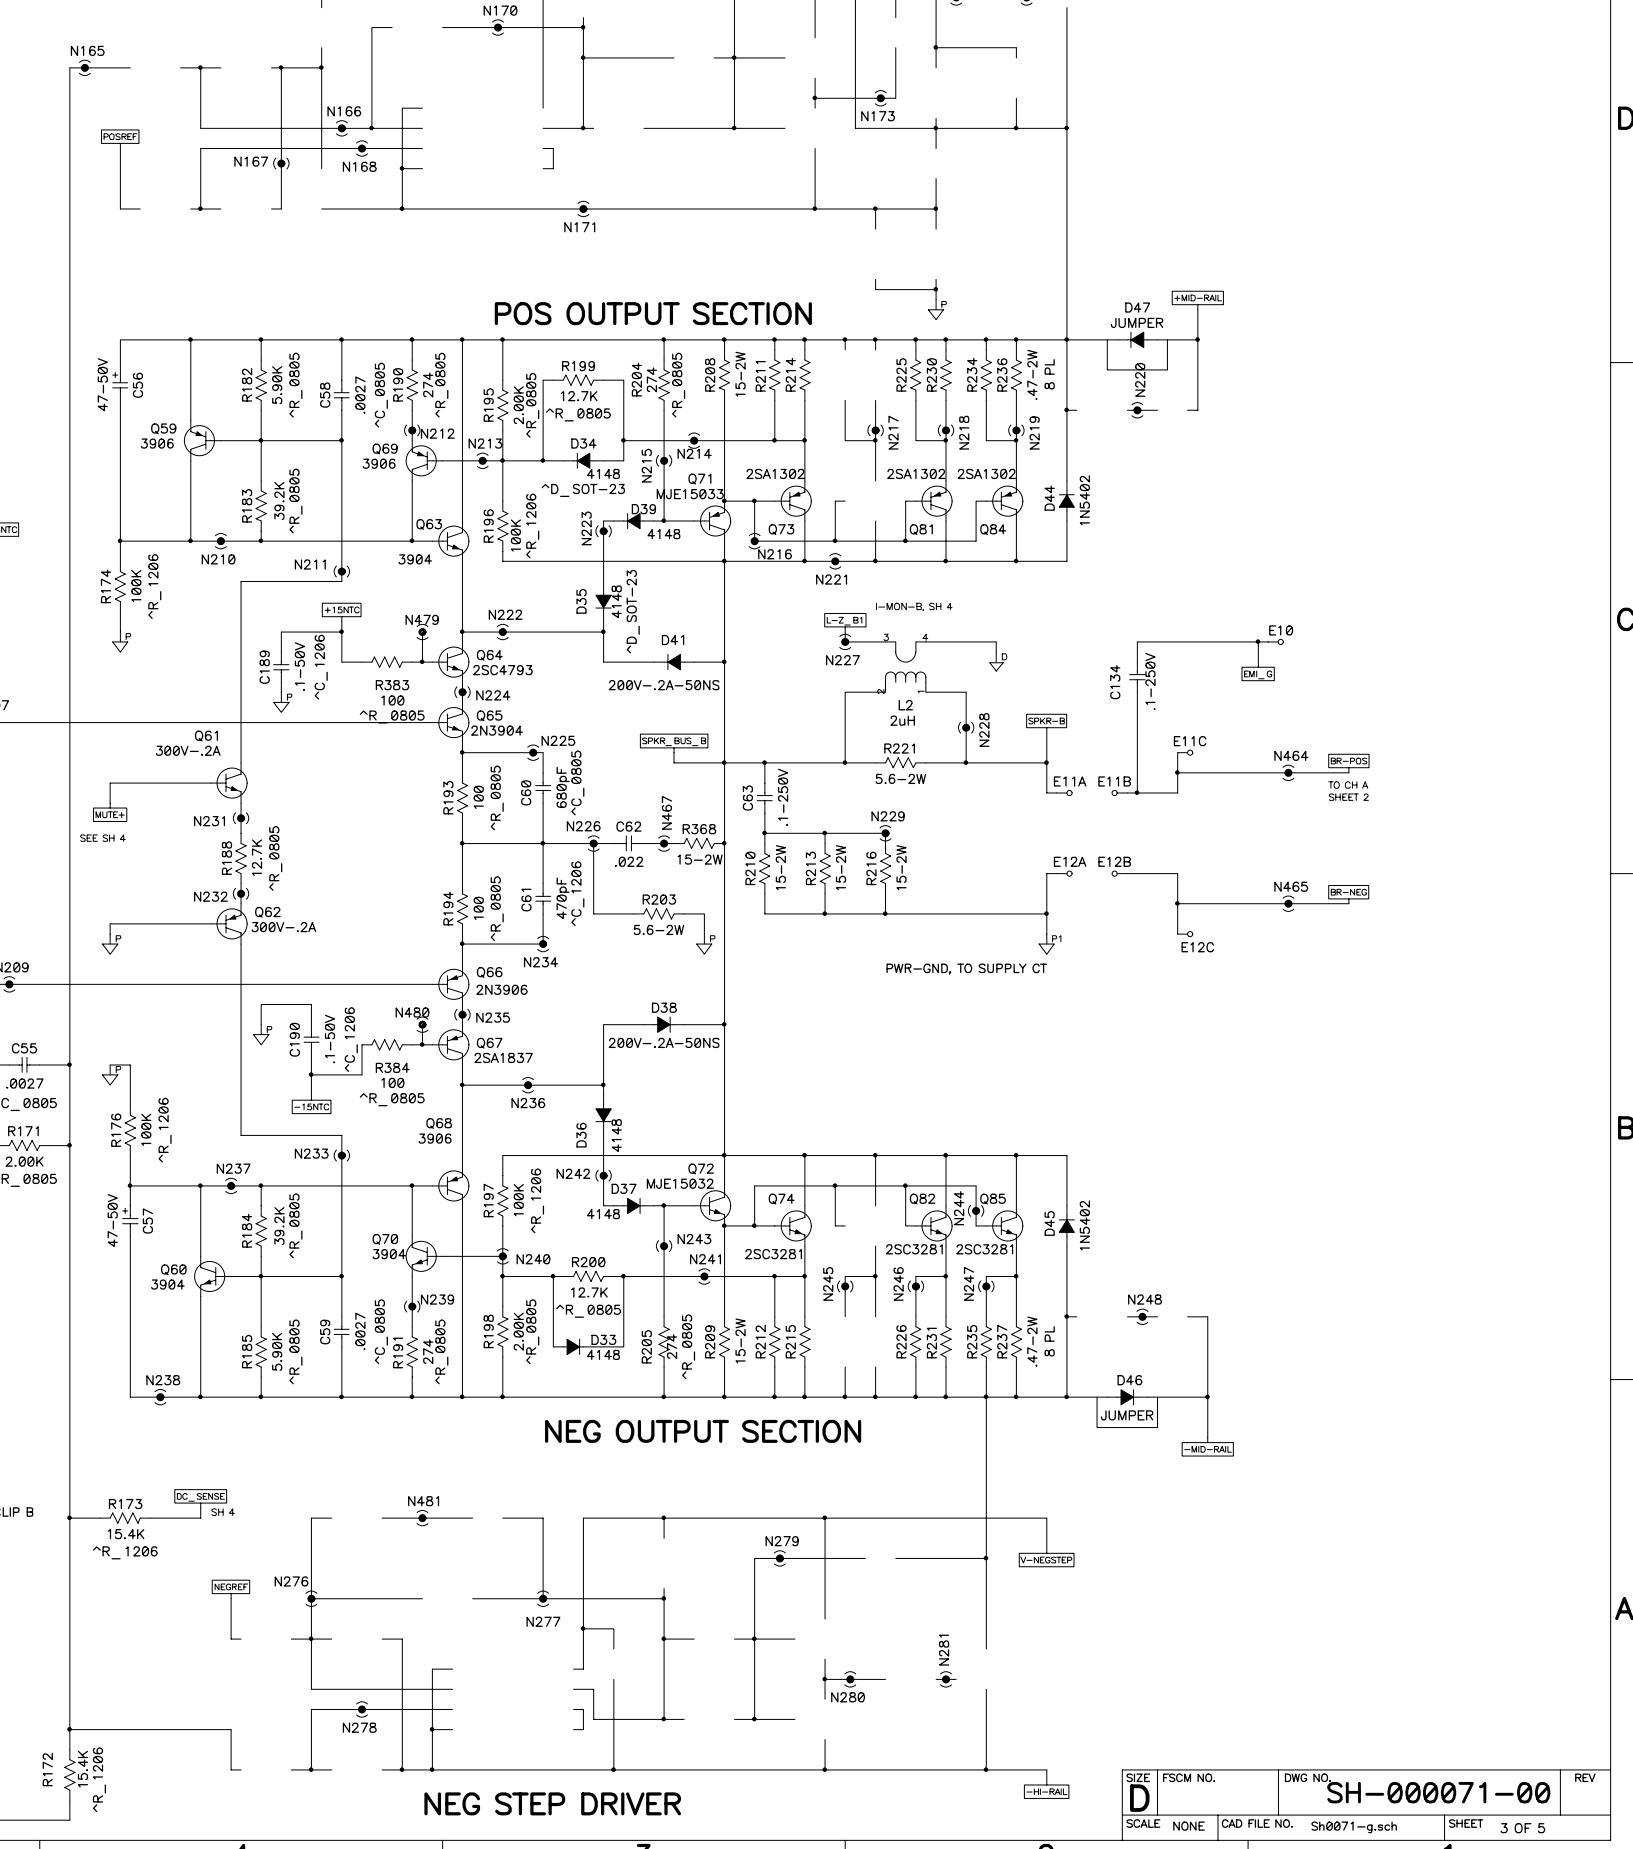 N170
N165
N166
N173
D
POSREF
N167
N168
N171
POS OUTPUT SECTION
D47
JUMPER
+MID-RAIL
N220
47-50V
C56
R182
5.90K
^R_0805
C58
.0027
^C_0805
R190
274
^R_0805
R195
2.00K
^R_0805
R199
12.7K
^R_0805
R204
274
^R_0805
R208
15-2W
R211
R214
R225
R230
R234
R236
.47-2W
8 PL
Q59
3906
N212
Q69
3906
N213
D34
4148
^D_SOT-23
N215
N214
N217
N218
N219
R183
39.2K
^R_0805
Q63
3904
R196
100K
^R_1206
N223
D39
4148
Q71
MJE15033
2SA1302
Q73
2SA1302
2SA1302
Q81
Q84
D44
1N5402
NTC
N210
N211
N216
N221
R174
100K
^R_1206
P
+15NTC
N479
N222
D35
4148
^D_SOT-23
D41
200V-.2A-50NS
I-MON-B, SH 4
L-Z_B1
N227
3
4
D
C
E10
EMI_G
C134
.1-250V
C189
.1-50V
^C_1206
P
R383
100
^R_0805
Q64
2SC4793
N224
Q65
2N3904
2
1
L2
2uH
N228
SPKR-B
7
Q61
300V-.2A
N225
SPKR_BUS_B
R221
5.6-2W
E11A
E11B
E11C
N464
BR-POS
TO CH A
SHEET 2
MUTE+
SEE SH 4
N231
R188
12.7K
^R_0805
N232
Q62
300V-.2A
P
R193
100
^R_0805
C60
680pF
^C_0805
N226
C62
.022
N467
R368
15-2W
C63
.1-250V
N229
R210
15-2W
R213
15-2W
R216
15-2W
E12A
E12B
E12C
N465
BR-NEG
R194
100
^R_0805
C61
470pF
^C_1206
R203
5.6-2W
P
P1
PWR-GND, TO SUPPLY CT
N234
N209
Q66
2N3906
P
C190
.1-50V
^C_1206
N480
N235
D38
200V-.2A-50NS
Q67
2SA1837
R384
100
^R_0805
-15NTC
C55
.0027
C_0805
R171
2.00K
R_0805
P
R176
100K
^R_1206
N236
D36
4148
Q68
3906
B
N233
N237
47-50V
C57
R184
39.2K
^R_0805
R197
100K
^R_1206
N242
D37
4148
Q72
MJE15032
Q74
2SC3281
Q82
2SC3281
N244
Q85
2SC3281
D45
1N5402
Q60
3904
Q70
3904
N240
N243
N241
N245
N246
N247
R200
12.7K
^R_0805
N239
R185
5.90K
^R_0805
C59
.0027
^C_0805
R191
274
^R_0805
R198
2.00K
^R_0805
D33
4148
R205
274
^R_0805
R209
15-2W
R212
R215
R226
R231
R235
R237
.47-2W
8 PL
N248
N238
D46
JUMPER
-MID-RAIL
NEG OUTPUT SECTION
CLIP B
R173
15.4K
^R_1206
DC_SENSE
SH 4
N481
N279
V-NEGSTEP
NEGREF
N276
N277
A
N281
N280
N278
R172
15.4K
^R_1206
-HI-RAIL
NEG STEP DRIVER
SIZE
D
FSCM NO.
DWG NO.
SH-000071-00
REV
SCALE
NONE
CAD FILE NO.
Sh0071-g.sch
SHEET
3 OF 5